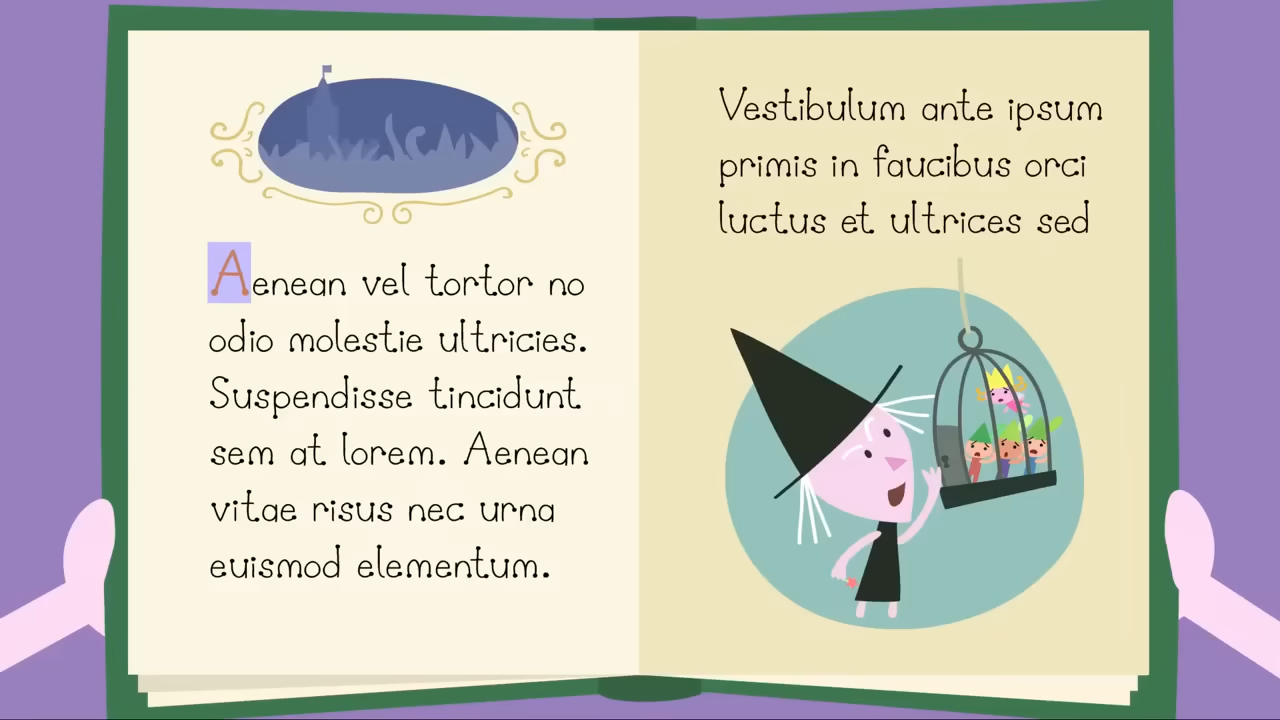 Aenean vel tortor no
odio molestie ultricies.
Suspendisse tincidunt
sem at lorem. Aenean
vitae risus nec urna
euismod elementum.
Vestibulum ante ipsum
primis in faucibus orci
luctus et ultrices sed